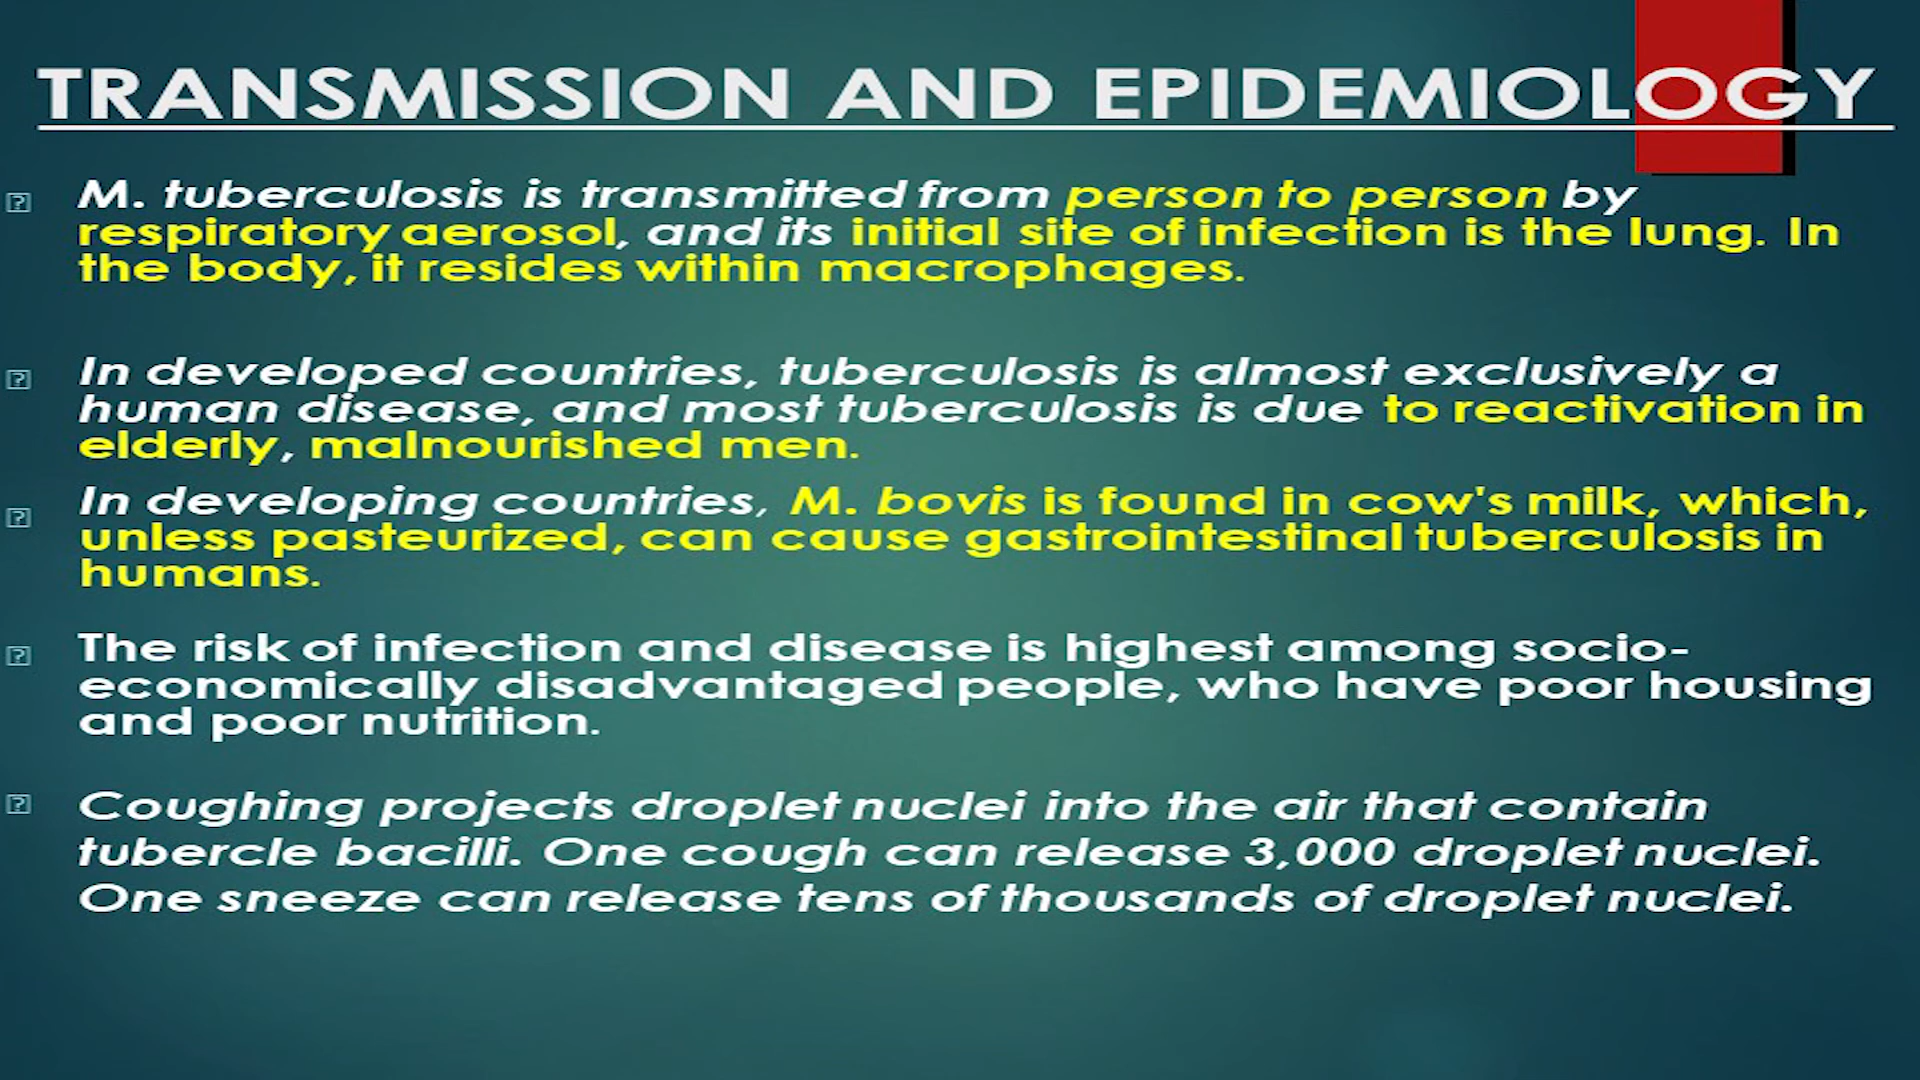 TRANSMISSION AND EPIDEMIOLOGY
M. tuberculosis is transmitted from person to person by
respiratory aerosol, and its initial site of infection is the lung. In
the body, it resides within macrophages.
In developed countries, tuberculosis is almost exclusively a
human disease, and most tuberculosis is due to reactivation in
elderly, malnourished men.
In developing countries, M. bovis is found in cow's milk, which,
unless pasteurized, can cause gastrointestinal tuberculosis in
humans.
The risk of infection and disease is highest among socio-
economically disadvantaged people, who have poor housing
and poor nutrition.
Coughing projects droplet nuclei into the air that contain
tubercle bacilli. One cough can release 3,000 droplet nuclei.
One sneeze can release tens of thousands of droplet nuclei.